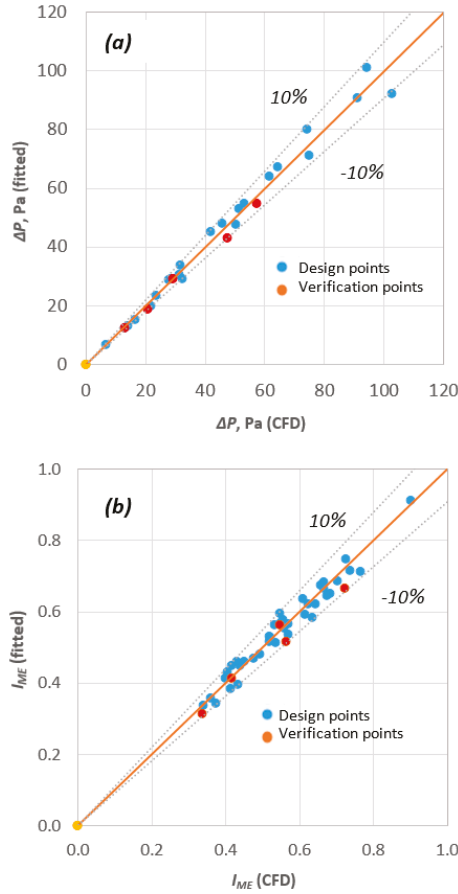 120
(a)
100
10%
80
-10%
ΔP, Pa (fitted)
60
40
Design points
Verification points
20
0
0 20 40 60 80 100 120
ΔP, Pa (CFD)
1.0
(b)
10%
0.8
-10%
0.6
I_ME (fitted)
0.4
Design points
Verification points
0.2
0.0
0.0 0.2 0.4 0.6 0.8 1.0
I_ME (CFD)